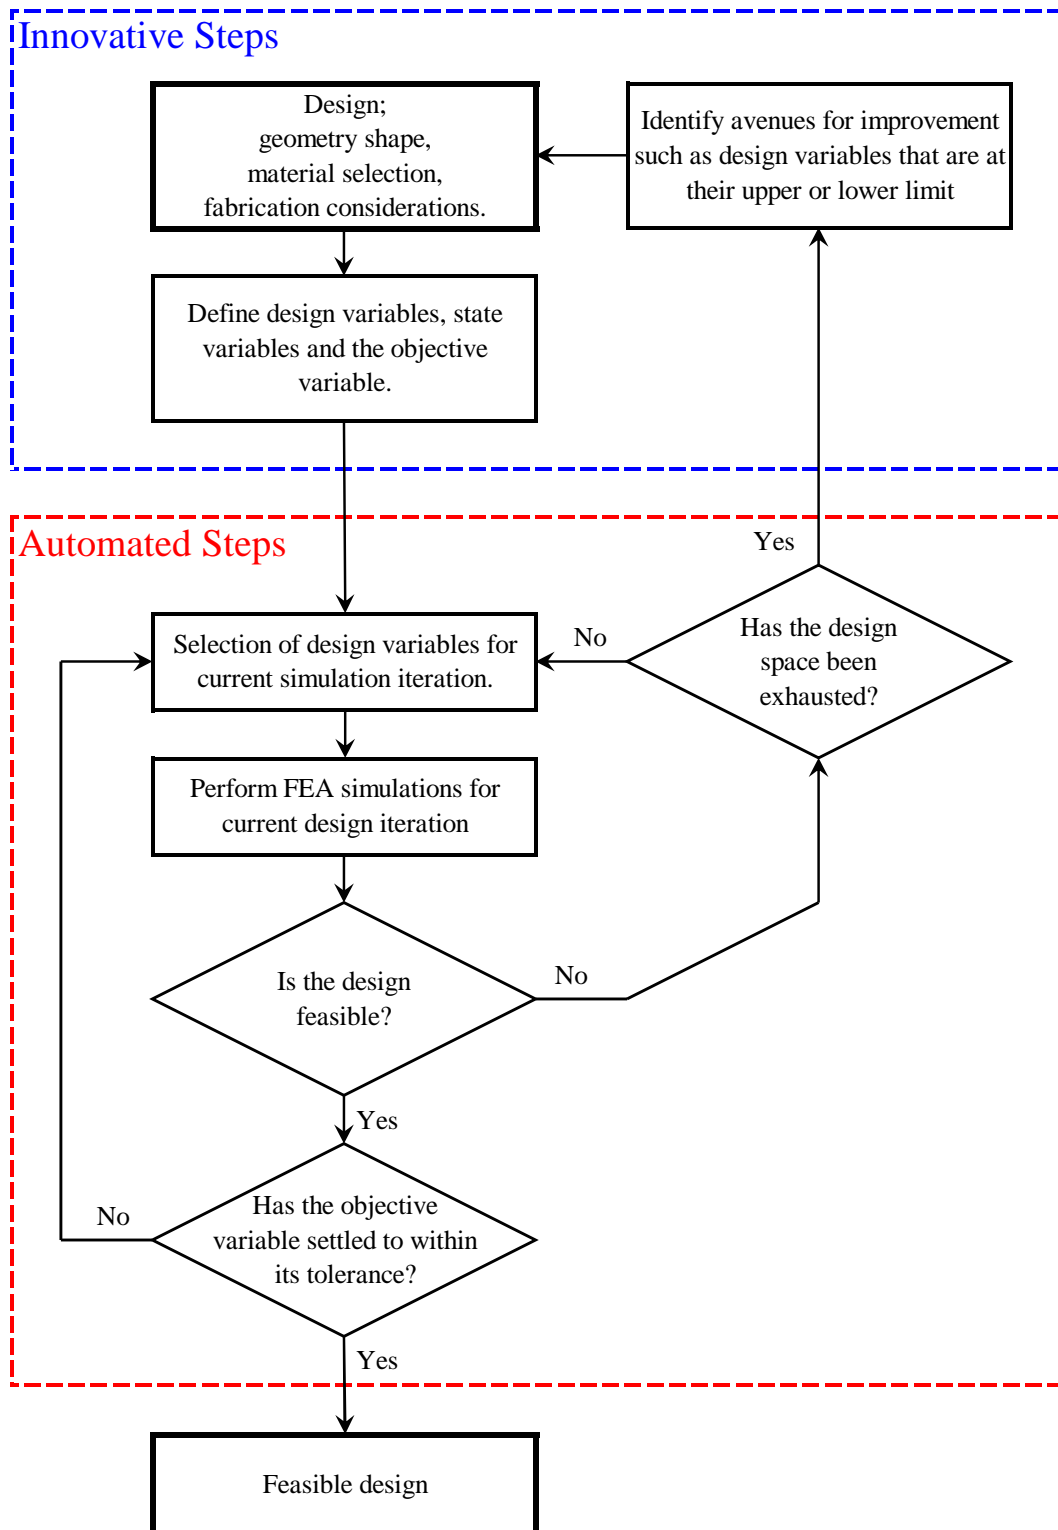 Innovative Steps
Design;
geometry shape,
material selection,
fabrication considerations.
Identify avenues for improvement
such as design variables that are at
their upper or lower limit
Define design variables, state
variables and the objective
variable.
Automated Steps
Yes
Has the design
space been
exhausted?
No
Selection of design variables for
current simulation iteration.
Perform FEA simulations for
current design iteration
Is the design
feasible?
No
Yes
Has the objective
variable settled to within
its tolerance?
No
Yes
Feasible design